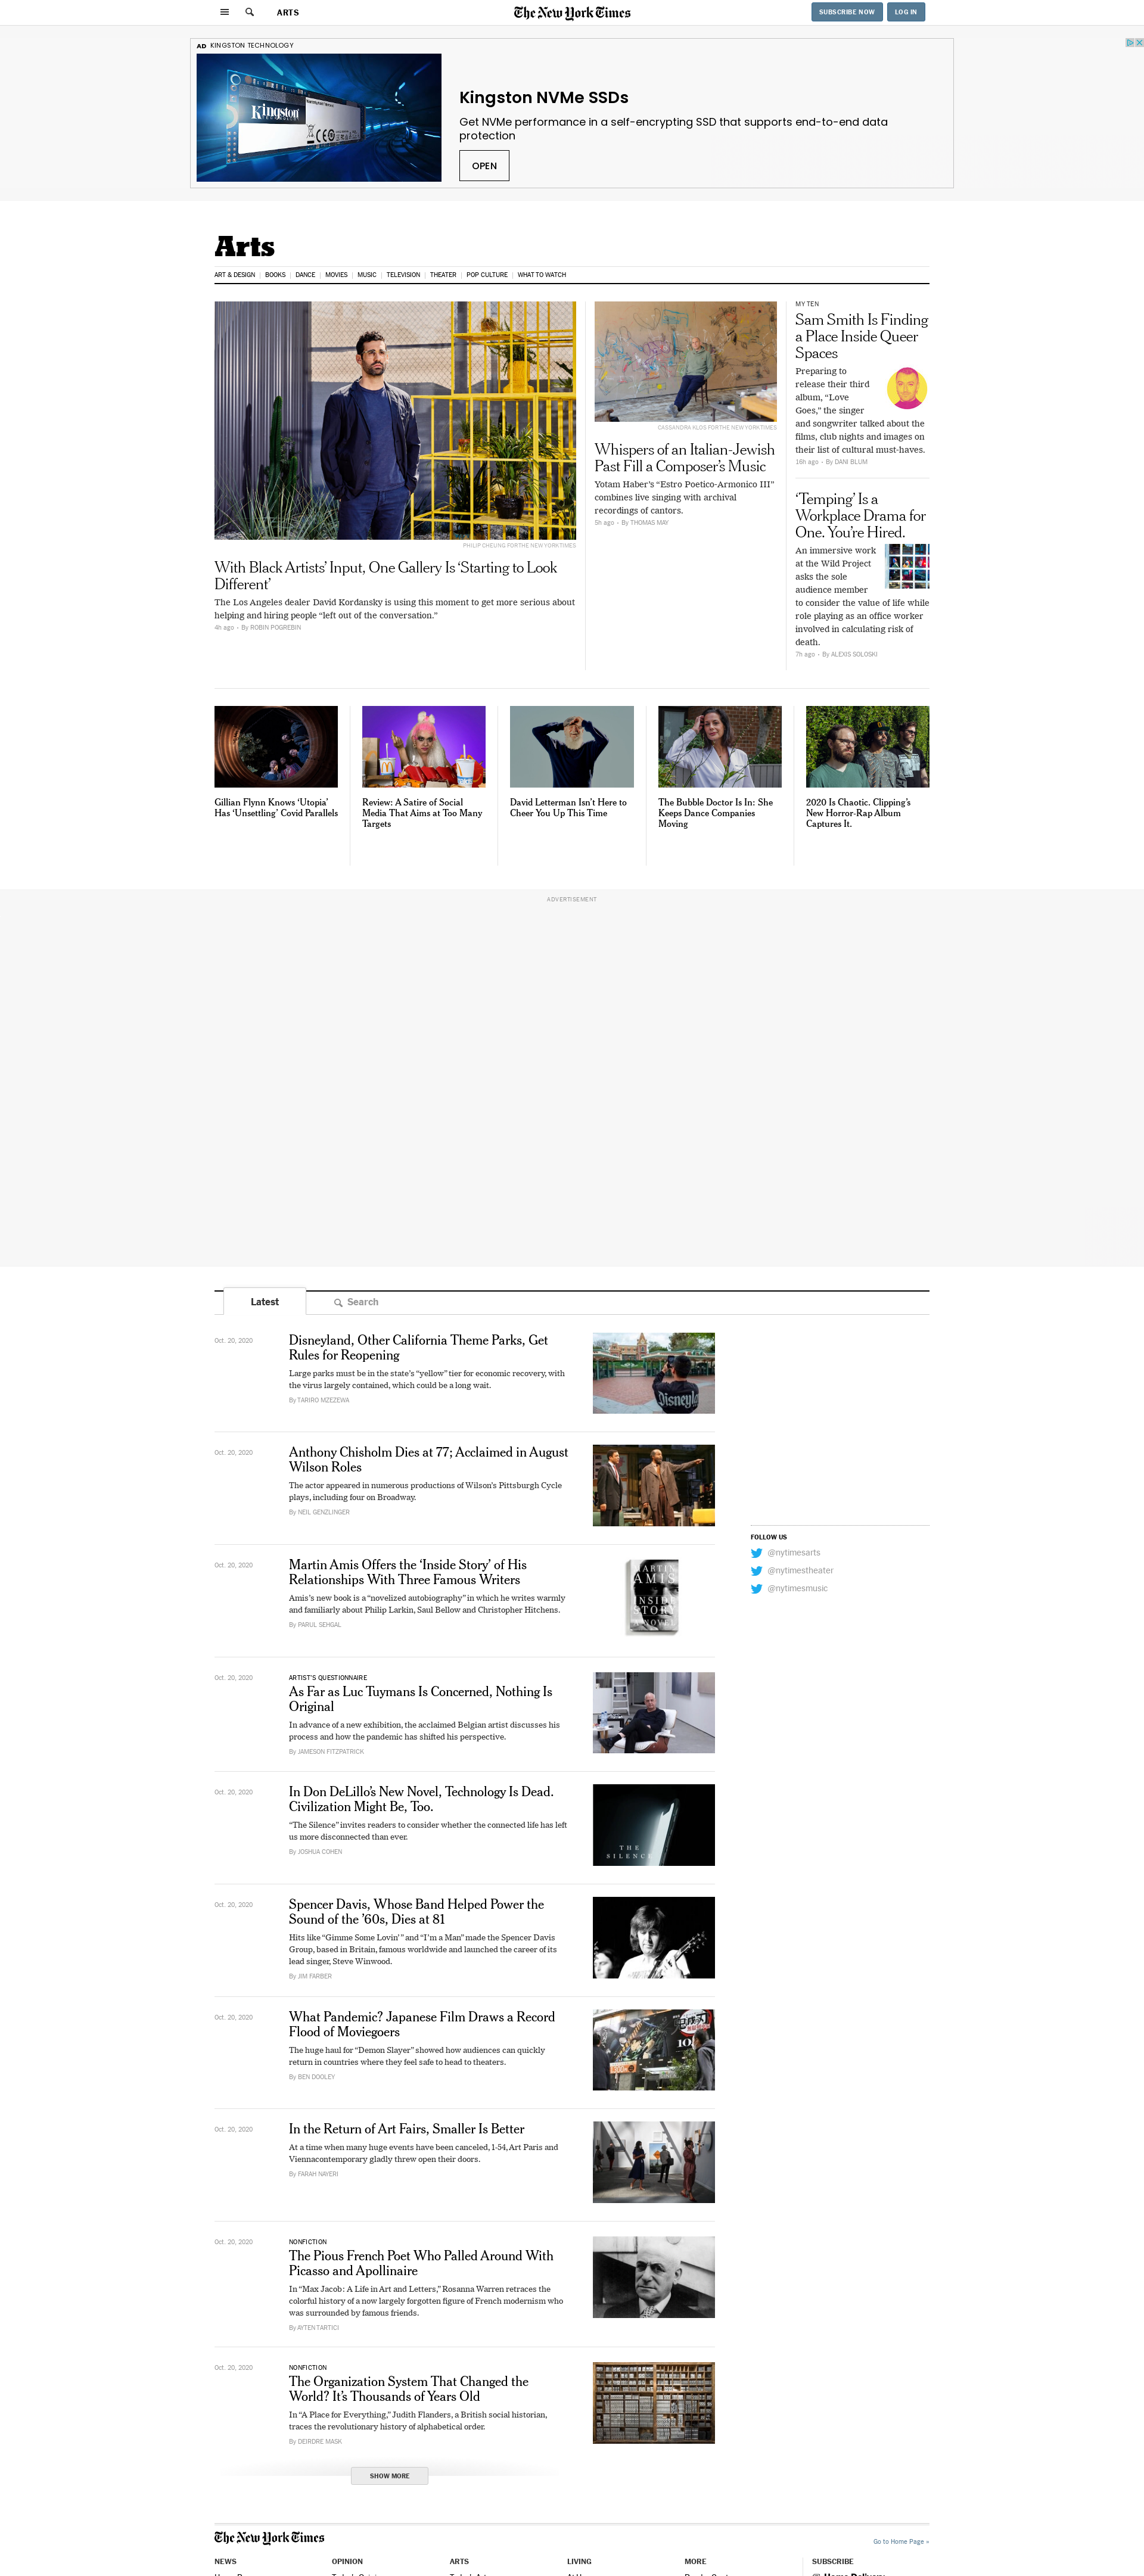 ARTS
The New York Times
SUBSCRIBE NOW
LOG IN
AD KINGSTON TECHNOLOGY
Kingston
Kingston NVMe SSDs
Get NVMe performance in a self-encrypting SSD that supports end-to-end data
protection
OPEN
Arts
ART & DESIGN
BOOKS
DANCE
MOVIES
MUSIC
TELEVISION
THEATER
POP CULTURE
WHAT TO WATCH
PHILIP CHEUNG FOR THE NEW YORK TIMES
With Black Artists’ Input, One Gallery Is ‘Starting to Look
Different’
The Los Angeles dealer David Kordansky is using this moment to get more serious about
helping and hiring people “left out of the conversation.”
4h ago • By ROBIN POGREBIN
CASSANDRA KLOS FOR THE NEW YORK TIMES
Whispers of an Italian-Jewish
Past Fill a Composer’s Music
Yotam Haber’s “Estro Poetico-Armonico III”
combines live singing with archival
recordings of cantors.
5h ago • By THOMAS MAY
MY TEN
Sam Smith Is Finding
a Place Inside Queer
Spaces
Preparing to
release their third
album, “Love
Goes,” the singer
and songwriter talked about the
films, club nights and images on
their list of cultural must-haves.
16h ago • By DANI BLUM
‘Temping’ Is a
Workplace Drama for
One. You’re Hired.
An immersive work
at the Wild Project
asks the sole
audience member
to consider the value of life while
role playing as an office worker
involved in calculating risk of
death.
7h ago • By ALEXIS SOLOSKI
Gillian Flynn Knows ‘Utopia’
Has ‘Unsettling’ Covid Parallels
Review: A Satire of Social
Media That Aims at Too Many
Targets
David Letterman Isn’t Here to
Cheer You Up This Time
The Bubble Doctor Is In: She
Keeps Dance Companies
Moving
2020 Is Chaotic. Clipping’s
New Horror-Rap Album
Captures It.
ADVERTISEMENT
Latest
Search
Oct. 20, 2020
Disneyland, Other California Theme Parks, Get
Rules for Reopening
Large parks must be in the state’s “yellow” tier for economic recovery, with
the virus largely contained, which could be a long wait.
By TARIRO MZEZEWA
Disneyla
Oct. 20, 2020
Anthony Chisholm Dies at 77; Acclaimed in August
Wilson Roles
The actor appeared in numerous productions of Wilson’s Pittsburgh Cycle
plays, including four on Broadway.
By NEIL GENZLINGER
FOLLOW US
@nytimesarts
@nytimestheater
@nytimesmusic
Oct. 20, 2020
Martin Amis Offers the ‘Inside Story’ of His
Relationships With Three Famous Writers
Amis’s new book is a “novelized autobiography” in which he writes warmly
and familiarly about Philip Larkin, Saul Bellow and Christopher Hitchens.
By PARUL SEHGAL
MARTIN
AMIS
INSIDE
STORY
A NOVEL
Oct. 20, 2020
ARTIST’S QUESTIONNAIRE
As Far as Luc Tuymans Is Concerned, Nothing Is
Original
In advance of a new exhibition, the acclaimed Belgian artist discusses his
process and how the pandemic has shifted his perspective.
By JAMESON FITZPATRICK
Oct. 20, 2020
In Don DeLillo’s New Novel, Technology Is Dead.
Civilization Might Be, Too.
“The Silence” invites readers to consider whether the connected life has left
us more disconnected than ever.
By JOSHUA COHEN
THE
SILENCE
Oct. 20, 2020
Spencer Davis, Whose Band Helped Power the
Sound of the ’60s, Dies at 81
Hits like “Gimme Some Lovin’ ” and “I’m a Man” made the Spencer Davis
Group, based in Britain, famous worldwide and launched the career of its
lead singer, Steve Winwood.
By JIM FARBER
Oct. 20, 2020
What Pandemic? Japanese Film Draws a Record
Flood of Moviegoers
The huge haul for “Demon Slayer” showed how audiences can quickly
return in countries where they feel safe to head to theaters.
By BEN DOOLEY
Oct. 20, 2020
In the Return of Art Fairs, Smaller Is Better
At a time when many huge events have been canceled, 1-54, Art Paris and
Viennacontemporary gladly threw open their doors.
By FARAH NAYERI
Oct. 20, 2020
NONFICTION
The Pious French Poet Who Palled Around With
Picasso and Apollinaire
In “Max Jacob: A Life in Art and Letters,” Rosanna Warren retraces the
colorful history of a now largely forgotten figure of French modernism who
was surrounded by famous friends.
By AYTEN TARTICI
Oct. 20, 2020
NONFICTION
The Organization System That Changed the
World? It’s Thousands of Years Old
In “A Place for Everything,” Judith Flanders, a British social historian,
traces the revolutionary history of alphabetical order.
By DEIRDRE MASK
SHOW MORE
The New York Times
Go to Home Page »
NEWS
OPINION
ARTS
LIVING
MORE
SUBSCRIBE